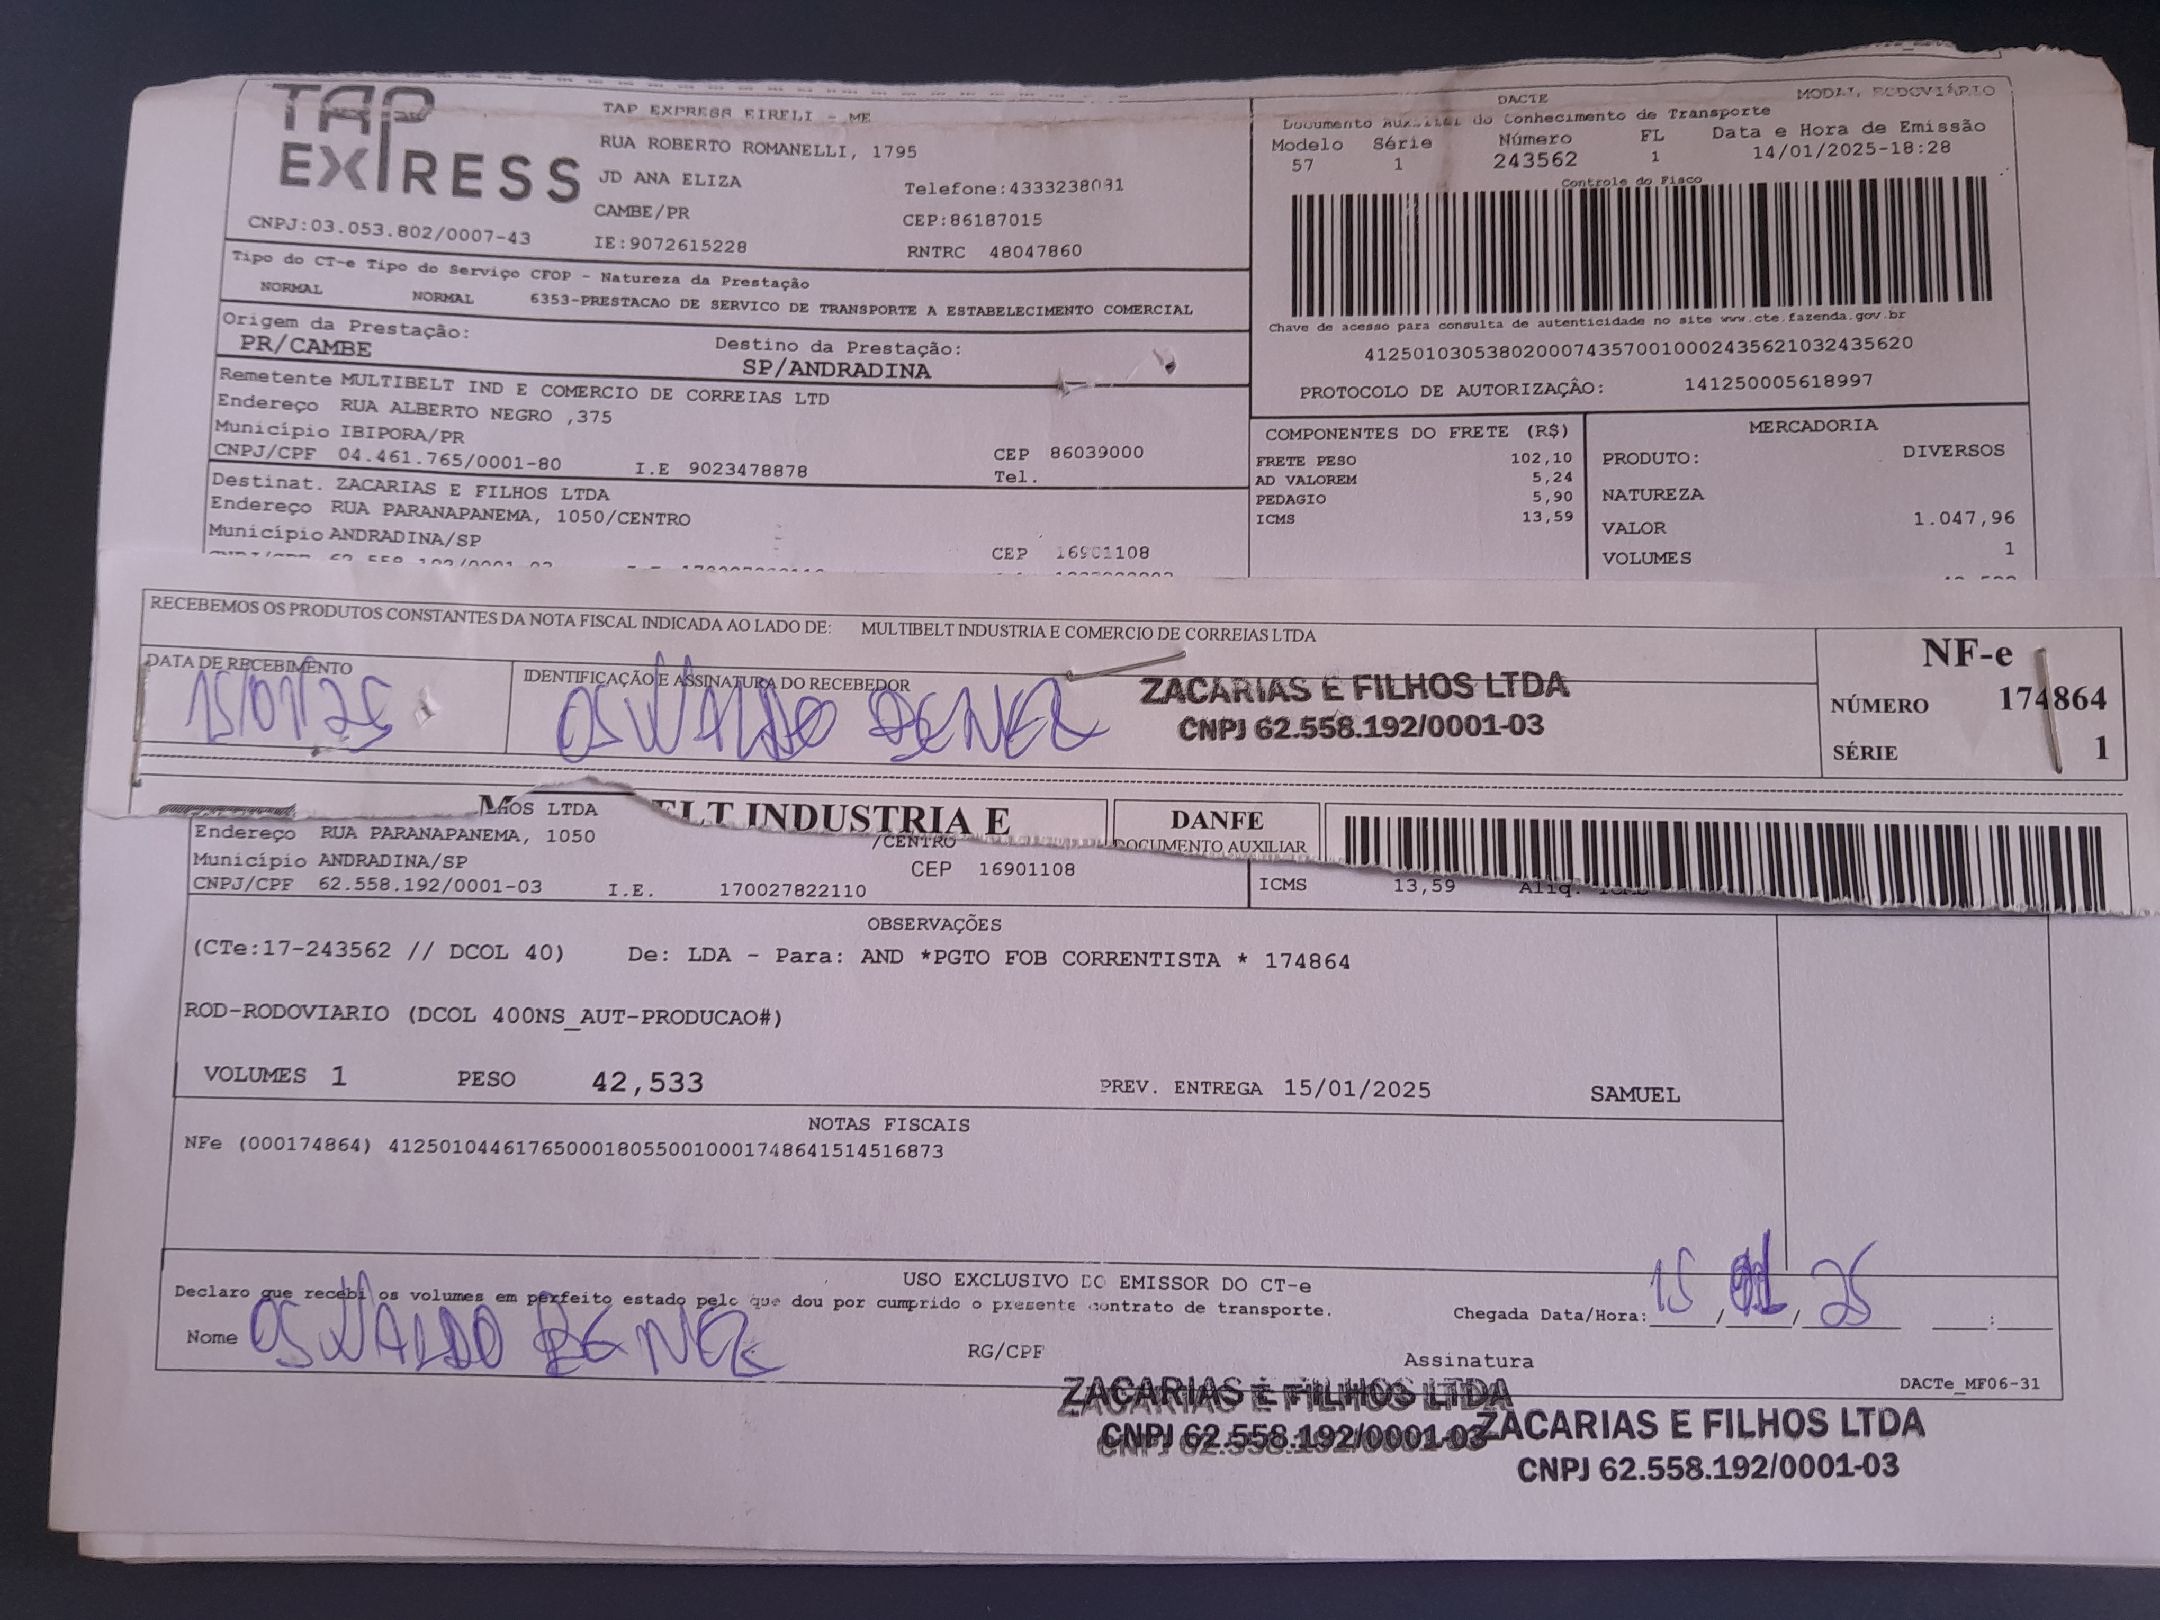 TAP EXPRESS
TAP EXPRESS EIRELI - ME
RUA ROBERTO ROMANELLI, 1795
JD ANA ELIZA
Telefone:4333238031
CAMBE/PR
CEP:86187015
CNPJ:03.053.802/0007-43
IE:9072615228
RNTRC 48047860
DACTE
MODAL RODOVIÁRIO
Documento Auxiliar do Conhecimento de Transporte
Modelo Série Número FL Data e Hora de Emissão
57 1 243562 1 14/01/2025-18:28
Controle do Fisco
Chave de acesso para consulta de autenticidade no site www.cte.fazenda.gov.br
41250103053802000743570010002435621032435620
PROTOCOLO DE AUTORIZAÇÃO: 141250005618997
Tipo do CT-e Tipo do Serviço CFOP - Natureza da Prestação
NORMAL NORMAL 6353-PRESTACAO DE SERVICO DE TRANSPORTE A ESTABELECIMENTO COMERCIAL
Origem da Prestação:
PR/CAMBE
Destino da Prestação:
SP/ANDRADINA
Remetente MULTIBELT IND E COMERCIO DE CORREIAS LTD
Endereço RUA ALBERTO NEGRO ,375
Município IBIPORA/PR
CEP 86039000
CNPJ/CPF 04.461.765/0001-80 I.E 9023478878 Tel.
Destinat. ZACARIAS E FILHOS LTDA
Endereço RUA PARANAPANEMA, 1050/CENTRO
Município ANDRADINA/SP
CEP 16901108
COMPONENTES DO FRETE (R$)
FRETE PESO 102,10
AD VALOREM 5,24
PEDAGIO 5,90
ICMS 13,59
MERCADORIA
PRODUTO: DIVERSOS
NATUREZA
VALOR 1.047,96
VOLUMES 1
RECEBEMOS OS PRODUTOS CONSTANTES DA NOTA FISCAL INDICADA AO LADO DE: MULTIBELT INDUSTRIA E COMERCIO DE CORREIAS LTDA
DATA DE RECEBIMENTO
15/01/25
IDENTIFICAÇÃO E ASSINATURA DO RECEBEDOR
OSWALDO
ZACARIAS E FILHOS LTDA
CNPJ 62.558.192/0001-03
NF-e
NÚMERO 174864
SÉRIE 1
LHOS LTDA
ELT INDUSTRIA E
DANFE
DOCUMENTO AUXILIAR
Endereço RUA PARANAPANEMA, 1050
/CENTRO
Município ANDRADINA/SP
CEP 16901108
CNPJ/CPF 62.558.192/0001-03 I.E. 170027822110
ICMS 13,59
OBSERVAÇÕES
(CTe:17-243562 // DCOL 40) De: LDA - Para: AND *PGTO FOB CORRENTISTA * 174864
ROD-RODOVIARIO (DCOL 400NS_AUT-PRODUCAO#)
VOLUMES 1 PESO 42,533 PREV. ENTREGA 15/01/2025 SAMUEL
NOTAS FISCAIS
NFe (000174864) 41250104461765000180550010001748641514516873
USO EXCLUSIVO DO EMISSOR DO CT-e
Declaro que recebi os volumes em perfeito estado pelo que dou por cumprido o presente contrato de transporte.
Chegada Data/Hora: 15/01/25 :
Nome OSWALDO
RG/CPF
Assinatura
DACTe_MF06-31
ZACARIAS E FILHOS LTDA
CNPJ 62.558.192/0001-03
ZACARIAS E FILHOS LTDA
CNPJ 62.558.192/0001-03